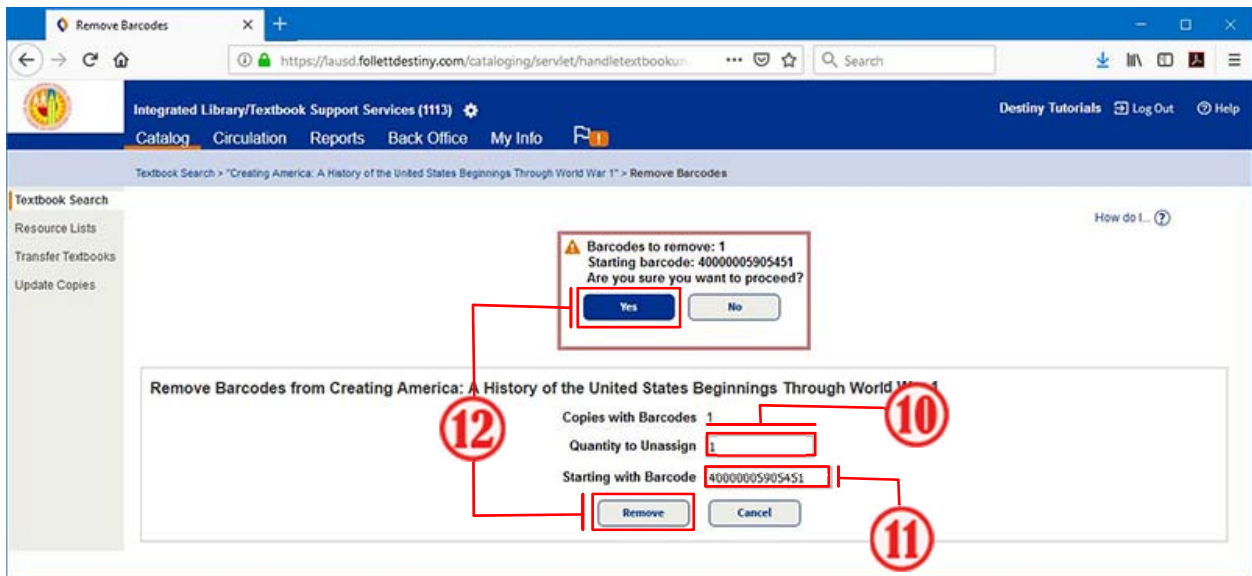 Remove Barcodes
https://lausd.follettdestiny.com/cataloging/servlet/handletextbookun
Search
Integrated Library/Textbook Support Services (1113)
Destiny Tutorials Log Out Help
Catalog Circulation Reports Back Office My Info
Textbook Search > "Creating America: A History of the United States Beginnings Through World War 1" > Remove Barcodes
Textbook Search
Resource Lists
Transfer Textbooks
Update Copies
How do I...
Barcodes to remove: 1
Starting barcode: 40000005905451
Are you sure you want to proceed?
Yes No
Remove Barcodes from Creating America: A History of the United States Beginnings Through World War 1
Copies with Barcodes 1
10
Quantity to Unassign 1
12
Starting with Barcode 40000005905451
Remove Cancel
11